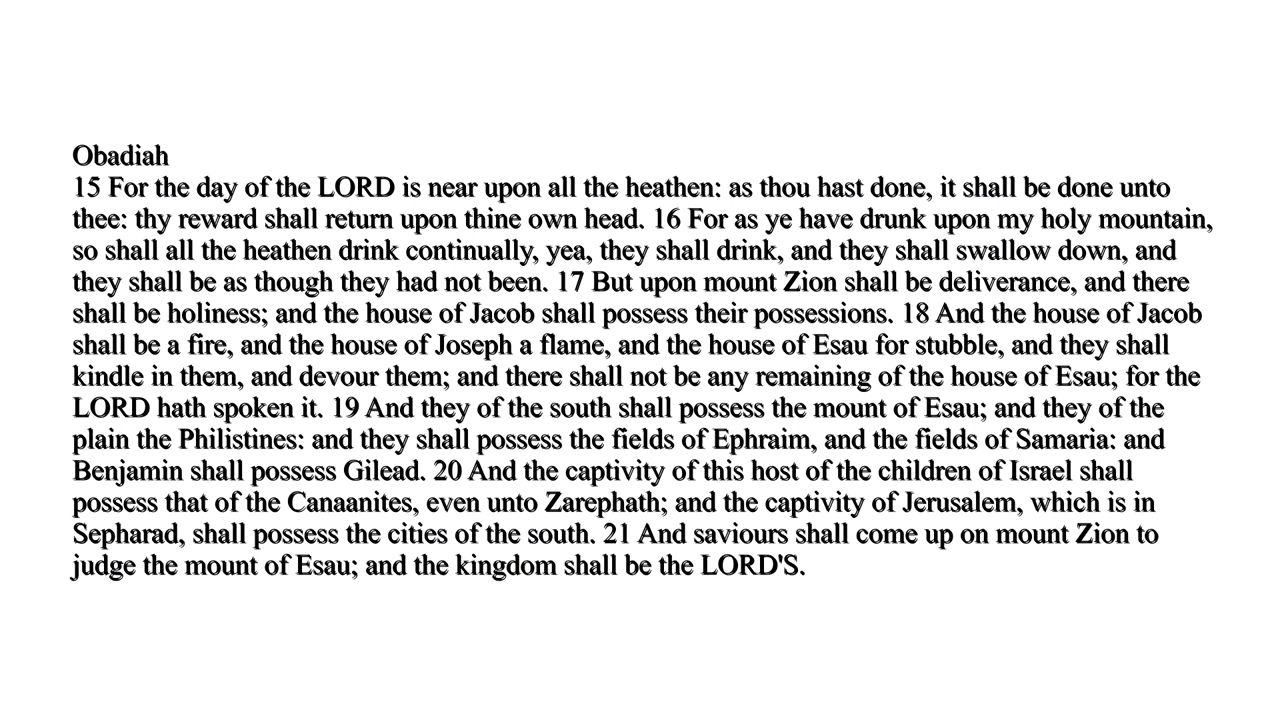 Obadiah
15 For the day of the LORD is near upon all the heathen: as thou hast done, it shall be done unto
thee: thy reward shall return upon thine own head. 16 For as ye have drunk upon my holy mountain,
so shall all the heathen drink continually, yea, they shall drink, and they shall swallow down, and
they shall be as though they had not been. 17 But upon mount Zion shall be deliverance, and there
shall be holiness; and the house of Jacob shall possess their possessions. 18 And the house of Jacob
shall be a fire, and the house of Joseph a flame, and the house of Esau for stubble, and they shall
kindle in them, and devour them; and there shall not be any remaining of the house of Esau; for the
LORD hath spoken it. 19 And they of the south shall possess the mount of Esau; and they of the
plain the Philistines: and they shall possess the fields of Ephraim, and the fields of Samaria: and
Benjamin shall possess Gilead. 20 And the captivity of this host of the children of Israel shall
possess that of the Canaanites, even unto Zarephath; and the captivity of Jerusalem, which is in
Sepharad, shall possess the cities of the south. 21 And saviours shall come up on mount Zion to
judge the mount of Esau; and the kingdom shall be the LORD'S.